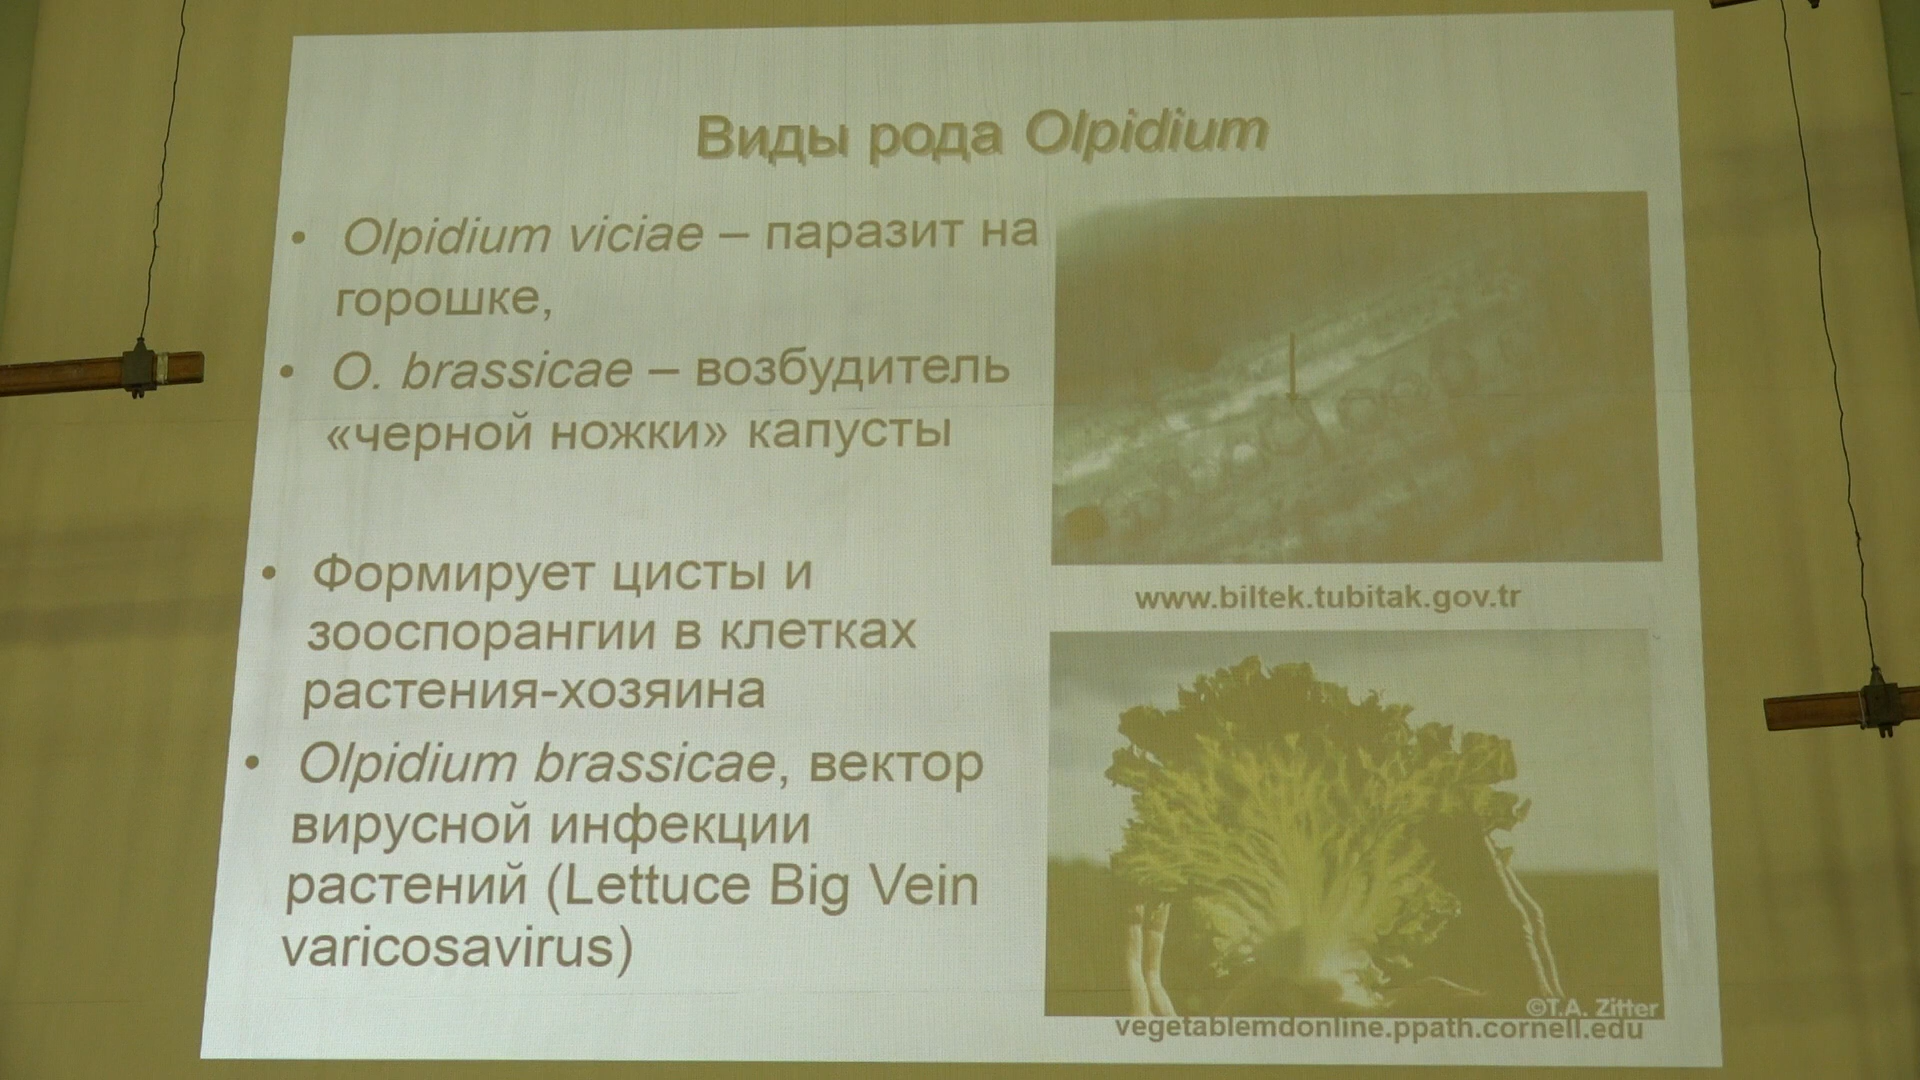 Виды рода Olpidium
• Olpidium viciae – паразит на
горошке,
• O. brassicae – возбудитель
«черной ножки» капусты
• Формирует цисты и
зооспорангии в клетках
растения-хозяина
• Olpidium brassicae, вектор
вирусной инфекции
растений (Lettuce Big Vein
varicosavirus)
www.biltek.tubitak.gov.tr
©T.A. Zitter
vegetablemdonline.ppath.cornell.edu